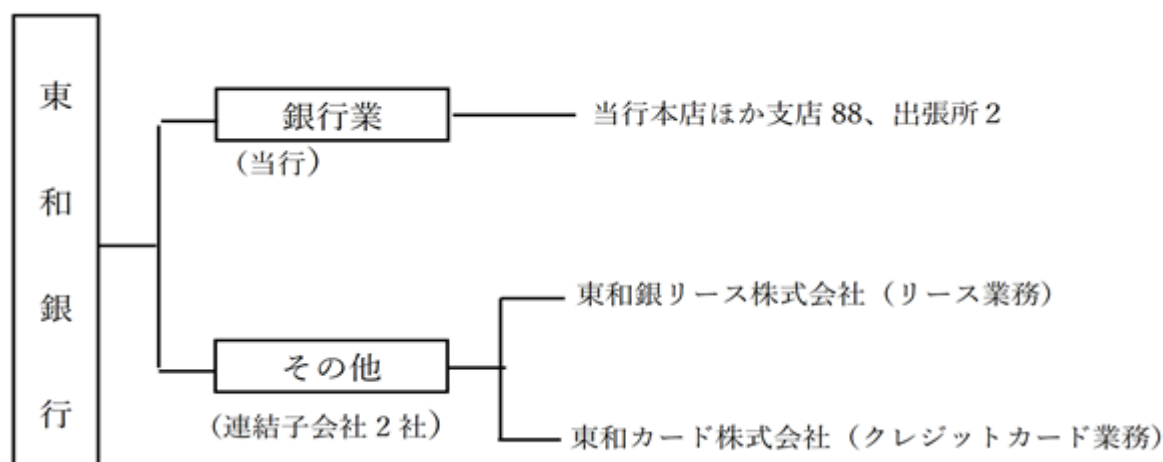 東和銀行
銀行業
(当行)
当行本店ほか支店 88、出張所 2
その他
(連結子会社 2 社)
東和銀リース株式会社（リース業務）
東和カード株式会社（クレジットカード業務）